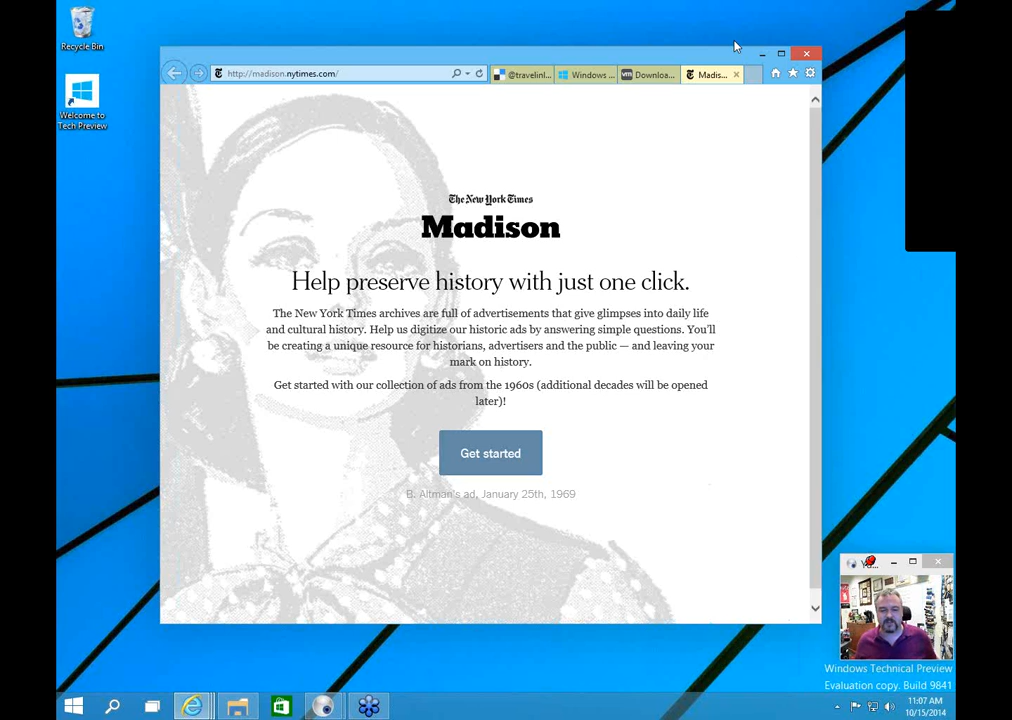 Recycle Bin
Welcome to
Tech Preview
http://madison.nytimes.com/
@travelinl...
Windows ...
Downloa...
Madis...
The New York Times
Madison
Help preserve history with just one click.
The New York Times archives are full of advertisements that give glimpses into daily life
and cultural history. Help us digitize our historic ads by answering simple questions. You'll
be creating a unique resource for historians, advertisers and the public — and leaving your
mark on history.
Get started with our collection of ads from the 1960s (additional decades will be opened
later)!
Get started
B. Altman's ad, January 25th, 1969
Windows Technical Preview
Evaluation copy. Build 9841
11:07 AM
10/15/2014